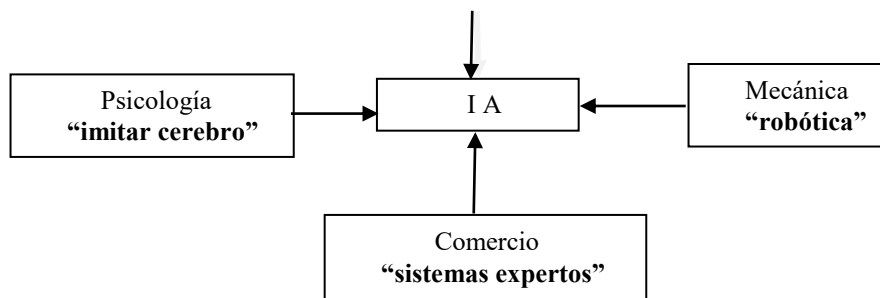 Psicología
“imitar cerebro”
I A
Mecánica
“robótica”
Comercio
“sistemas expertos”